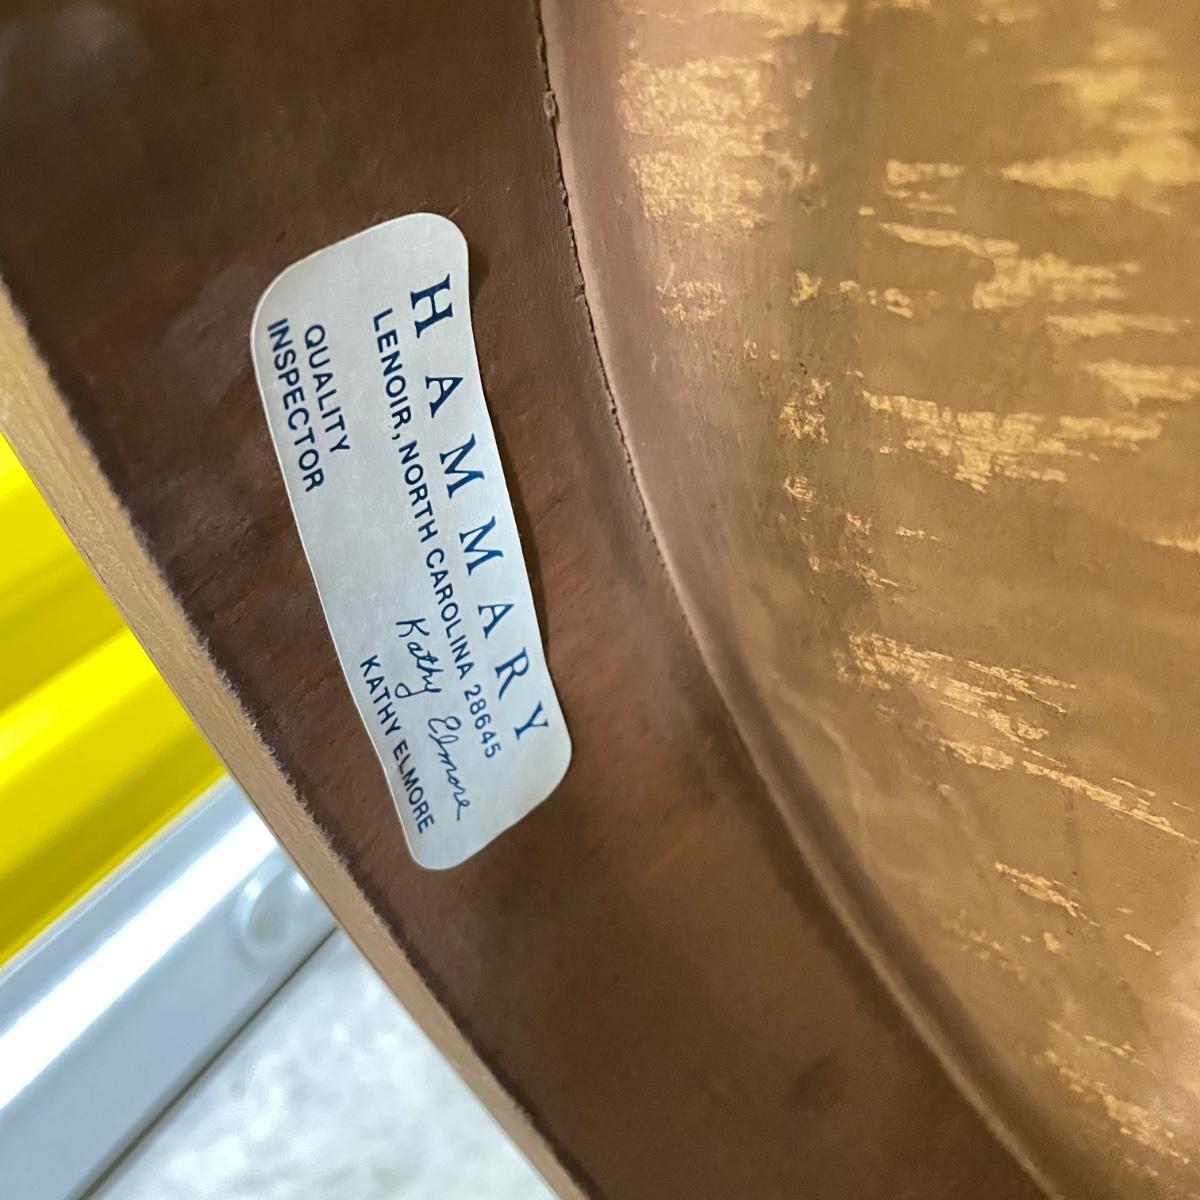 HAMMARY
LENOIR, NORTH CAROLINA 28645
Kathy Elmore
QUALITY
INSPECTOR
KATHY ELMORE